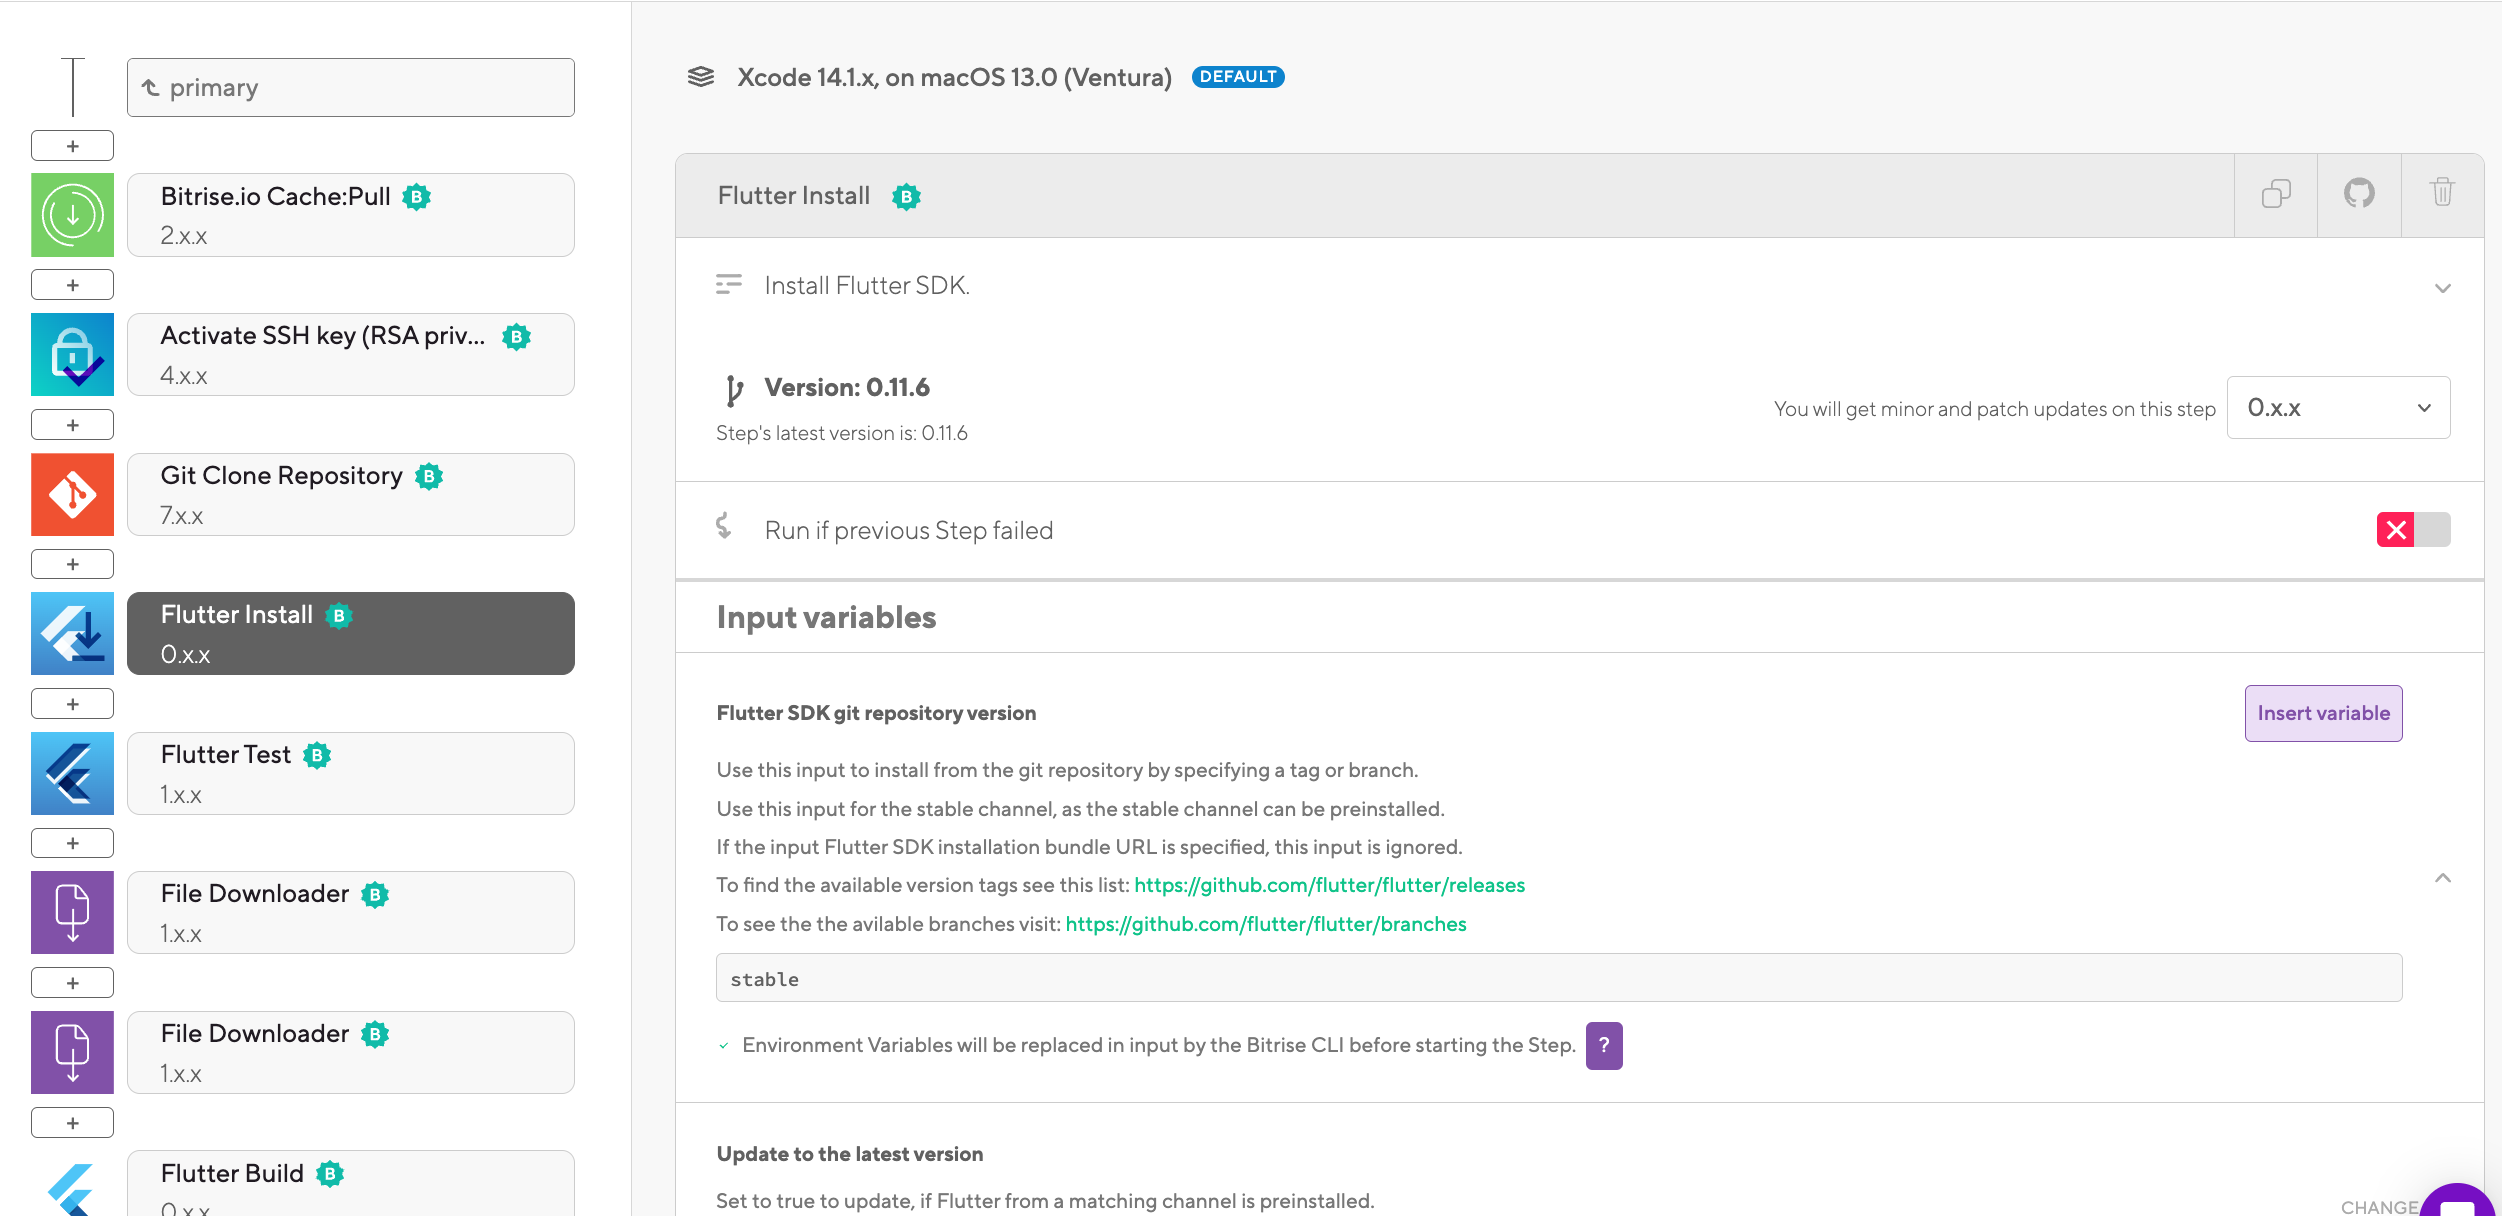 primary
+
Bitrise.io Cache:Pull B
2.x.x
+
Activate SSH key (RSA priv... B
4.x.x
+
Git Clone Repository B
7.x.x
+
Flutter Install B
0.x.x
+
Flutter Test B
1.x.x
+
File Downloader B
1.x.x
+
File Downloader B
1.x.x
+
Flutter Build B
0.x.x
Xcode 14.1.x, on macOS 13.0 (Ventura) DEFAULT
Flutter Install B
Install Flutter SDK.
Version: 0.11.6
Step's latest version is: 0.11.6
You will get minor and patch updates on this step 0.x.x
Run if previous Step failed
Input variables
Flutter SDK git repository version
Insert variable
Use this input to install from the git repository by specifying a tag or branch.
Use this input for the stable channel, as the stable channel can be preinstalled.
If the input Flutter SDK installation bundle URL is specified, this input is ignored.
To find the available version tags see this list: https://github.com/flutter/flutter/releases
To see the the avilable branches visit: https://github.com/flutter/flutter/branches
stable
Environment Variables will be replaced in input by the Bitrise CLI before starting the Step. ?
Update to the latest version
Set to true to update, if Flutter from a matching channel is preinstalled.
CHANGE